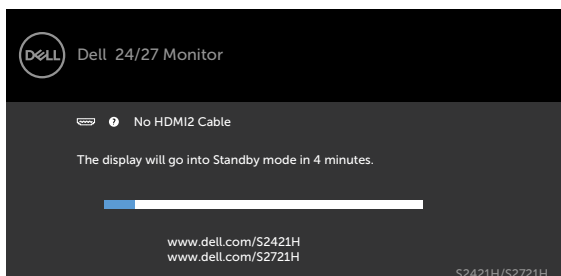 DELL
Dell 24/27 Monitor
? No HDMI2 Cable
The display will go into Standby mode in 4 minutes.
www.dell.com/S2421H
www.dell.com/S2721H
S2421H/S2721H